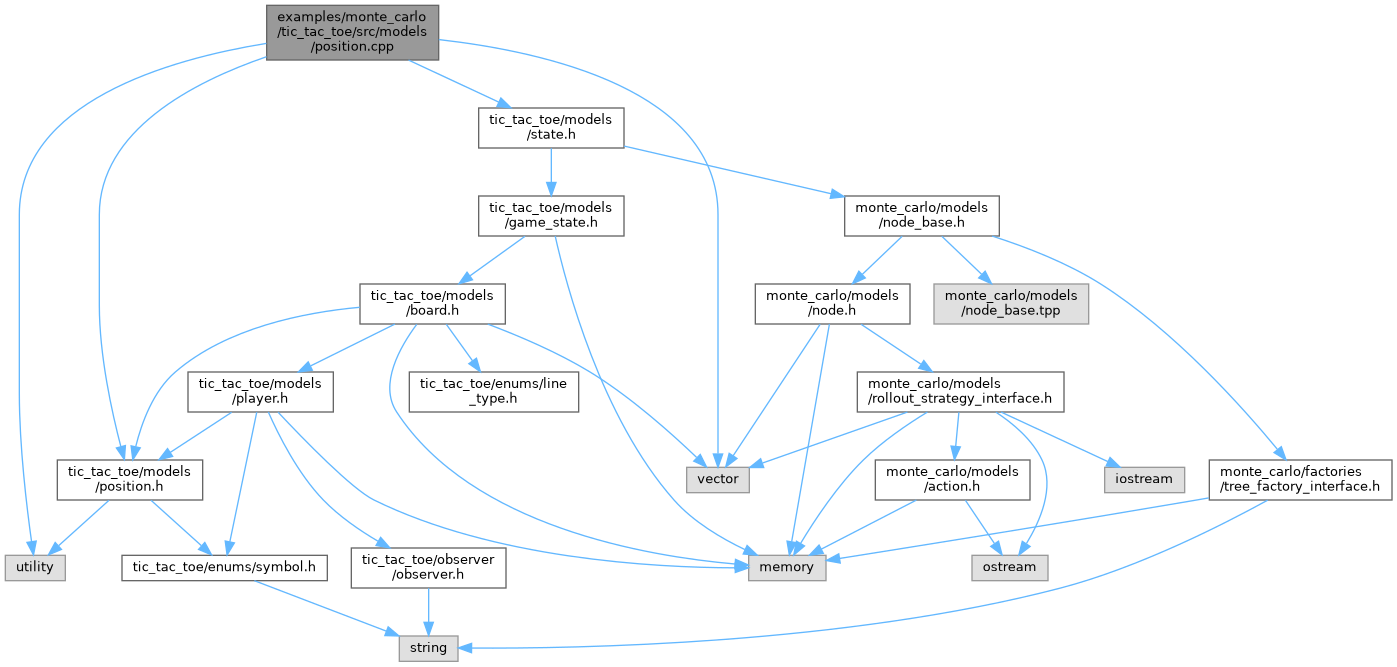 examples/monte_carlo
/tic_tac_toe/src/models
/position.cpp
tic_tac_toe/models
/state.h
tic_tac_toe/models
/game_state.h
monte_carlo/models
/node_base.h
tic_tac_toe/models
/board.h
monte_carlo/models
/node.h
monte_carlo/models
/node_base.tpp
tic_tac_toe/models
/player.h
tic_tac_toe/enums/line
_type.h
monte_carlo/models
/rollout_strategy_interface.h
tic_tac_toe/models
/position.h
vector
monte_carlo/models
/action.h
iostream
monte_carlo/factories
/tree_factory_interface.h
utility
tic_tac_toe/enums/symbol.h
tic_tac_toe/observer
/observer.h
memory
ostream
string